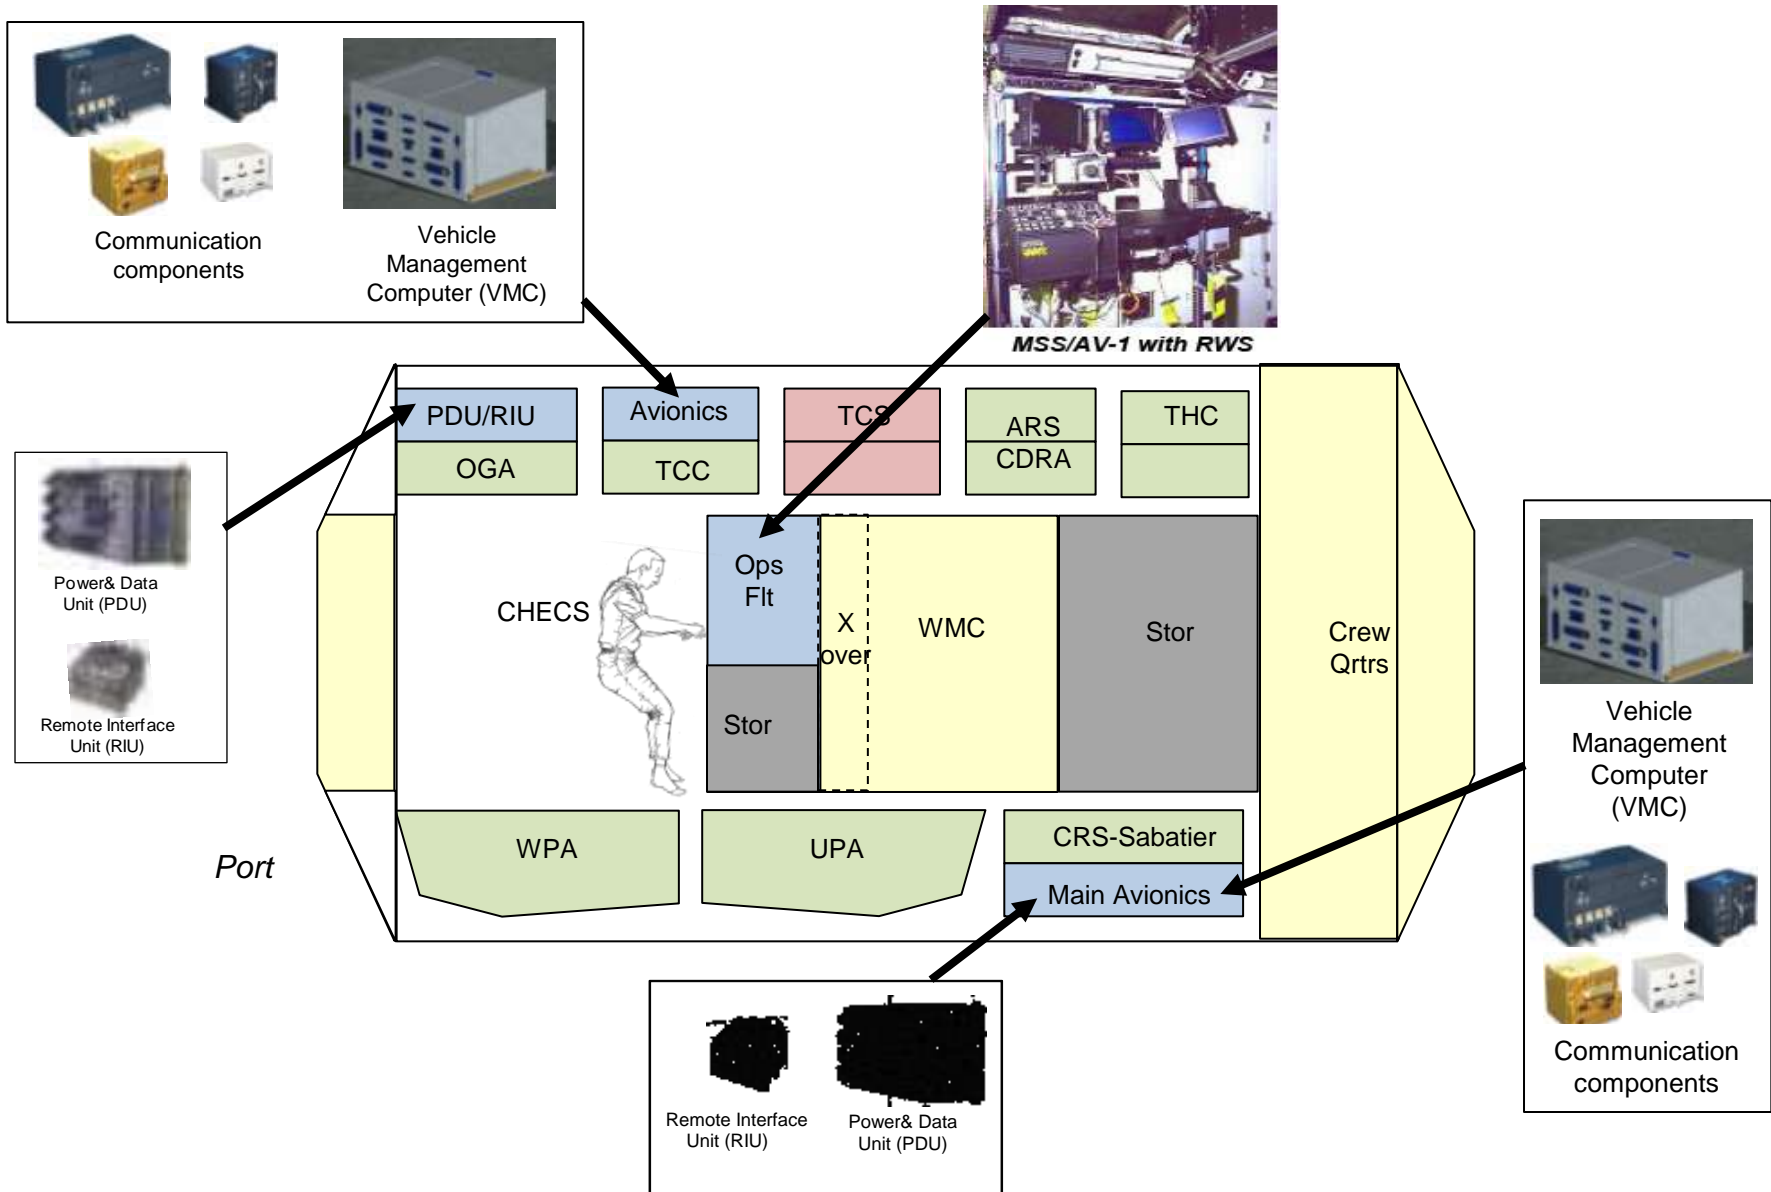 Communication
components
Vehicle
Management
Computer (VMC)
MSS/AV-1 with RWS
PDU/RIU
OGA
Avionics
TCC
TCS
ARS
CDRA
THC
Power& Data
Unit (PDU)
Remote Interface
Unit (RIU)
CHECS
Ops
Flt
Stor
X
over
WMC
Stor
Crew
Qrtrs
Vehicle
Management
Computer
(VMC)
Communication
components
Port
WPA
UPA
CRS-Sabatier
Main Avionics
Remote Interface
Unit (RIU)
Power& Data
Unit (PDU)